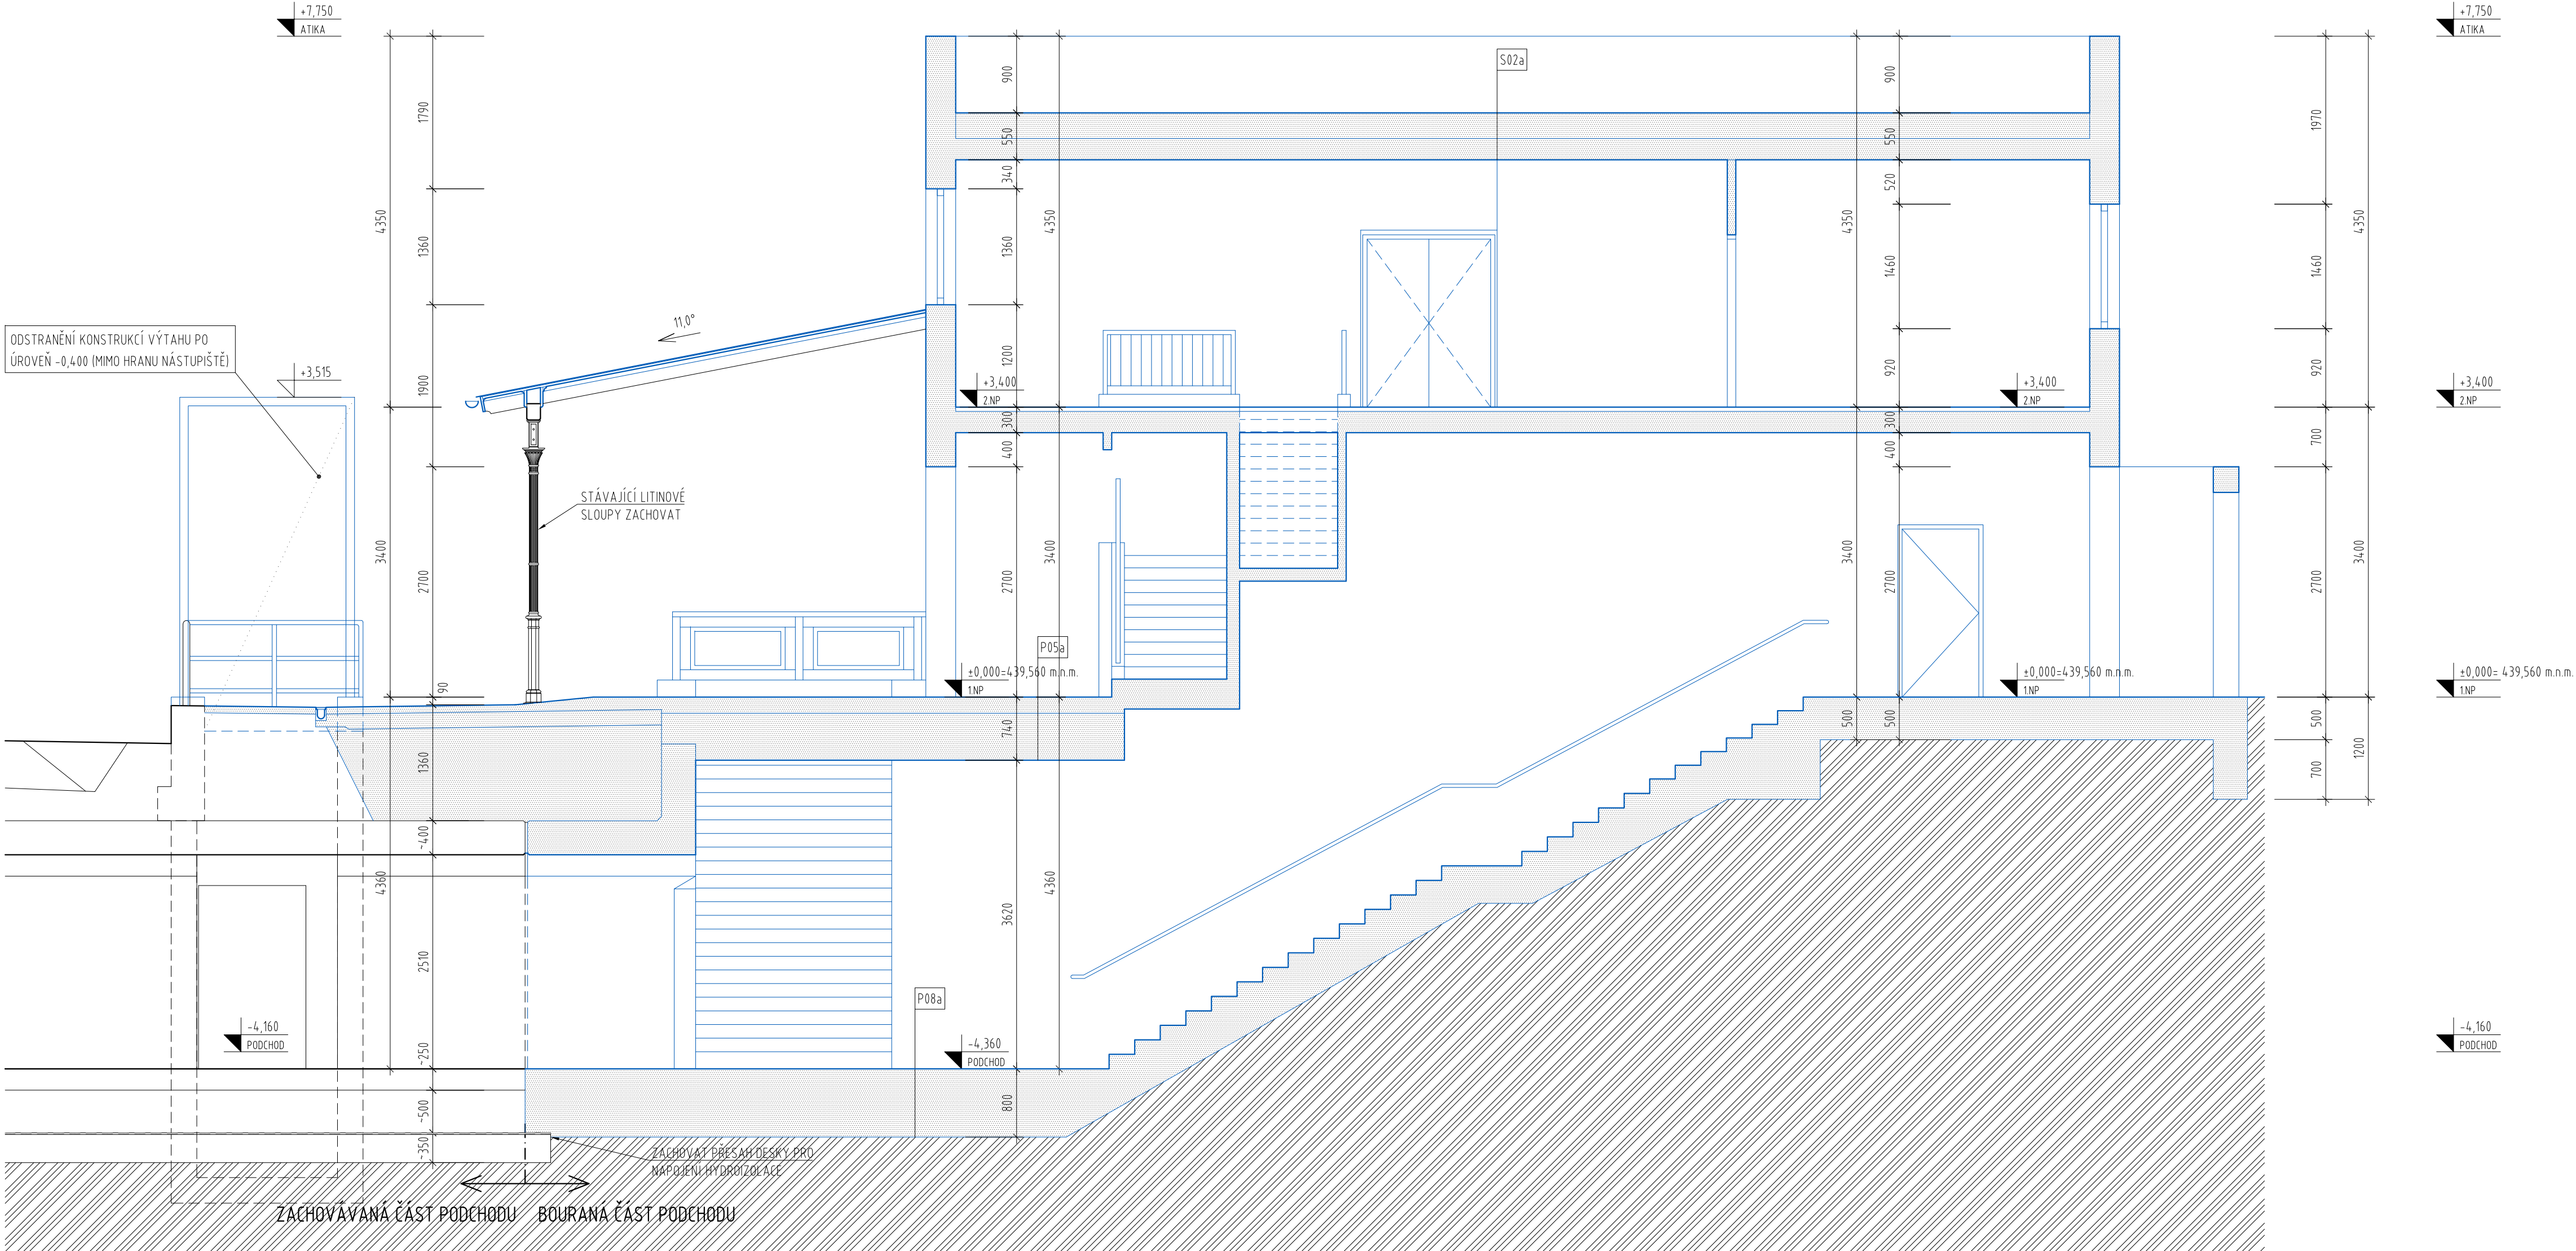 +7,750
ATIKA
+7,750
ATIKA
S02a
1790
900
550
340
1360
1200
300
400
2700
740
3620
800
4350
3400
4360
4350
3400
4360
1360
10900
2700
90
1360
~400
2510
~250
~500
~350
900
550
520
1460
920
300
400
2700
500
4350
3400
500
1970
1460
920
700
2700
500
700
4350
3400
1200
11,0°
ODSTRANĚNÍ KONSTRUKCÍ VÝTAHU PO
ÚROVEŇ -0,400 (MIMO HRANU NÁSTUPIŠTĚ)
+3,515
+3,400
2.NP
+3,400
2.NP
+3,400
2.NP
STÁVAJÍCÍ LITINOVÉ
SLOUPY ZACHOVAT
P05a
±0,000=439,560 m.n.m.
1.NP
±0,000=439,560 m.n.m.
1.NP
±0,000= 439,560 m.n.m.
1.NP
P08a
-4,160
PODCHOD
-4,360
PODCHOD
-4,160
PODCHOD
ZACHOVAT PŘESAH DESKY PRO
NAPOJENÍ HYDROIZOLACE
ZACHOVÁVANÁ ČÁST PODCHODU
BOURANÁ ČÁST PODCHODU